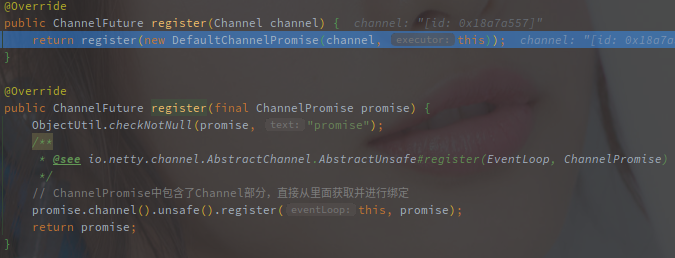 @Override
public ChannelFuture register(Channel channel) {  channel: "[id: 0x18a7a557]"
    return register(new DefaultChannelPromise(channel, executor: this));  channel: "[id: 0x18a7a
}
@Override
public ChannelFuture register(final ChannelPromise promise) {
    ObjectUtil.checkNotNull(promise, text: "promise");
    /**
     * @see io.netty.channel.AbstractChannel.AbstractUnsafe#register(EventLoop, ChannelPromise)
     */
    // ChannelPromise中包含了Channel部分，直接从里面获取并进行绑定
    promise.channel().unsafe().register( eventLoop: this, promise);
    return promise;
}